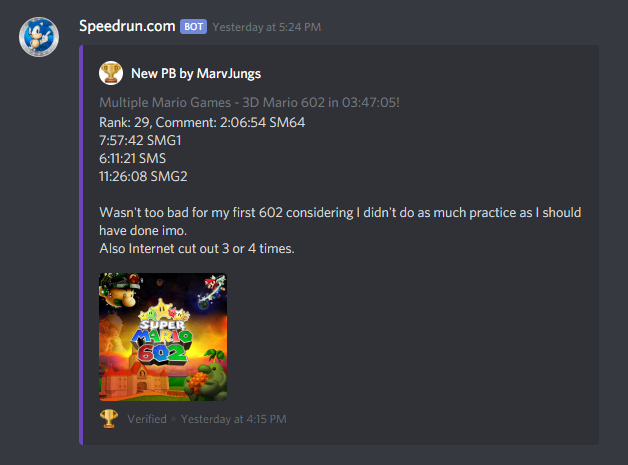 Speedrun.com BOT Yesterday at 5:24 PM
New PB by MarvJungs
Multiple Mario Games - 3D Mario 602 in 03:47:05!
Rank: 29, Comment: 2:06:54 SM64
7:57:42 SMG1
6:11:21 SMS
11:26:08 SMG2
Wasn't too bad for my first 602 considering I didn't do as much practice as I should
have done imo.
Also Internet cut out 3 or 4 times.
SUPER
MARIO
602
Verified • Yesterday at 4:15 PM